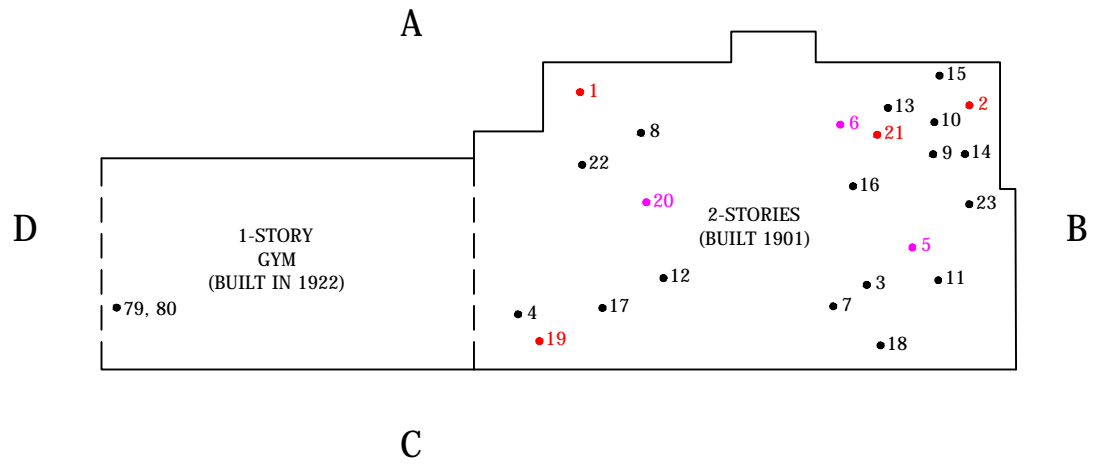 A
15
1
2
13
10
6
21
8
9
14
22
16
20
23
2-STORIES
(BUILT 1901)
D
B
1-STORY
GYM
(BUILT IN 1922)
5
12
3
11
79, 80
4
17
7
19
18
C